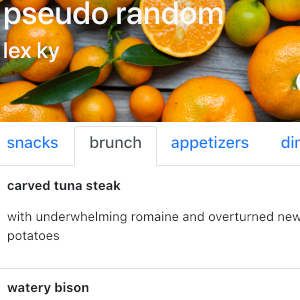 pseudo random
lex ky
snacks
brunch
appetizers
carved tuna steak
with underwhelming romaine and overturned new
potatoes
watery bison